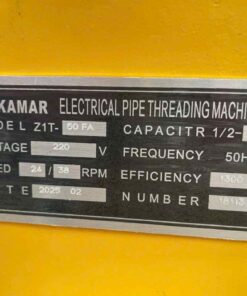 KAMAR ELECTRICAL PIPE THREADING MACHI
DEL Z1T- 50 FA CAPACITR 1/2-
TAGE 220 V FREQUENCY 50H
ED 24 / 38 RPM EFFICIENCY 1300
TE 2025 02 NUMBER